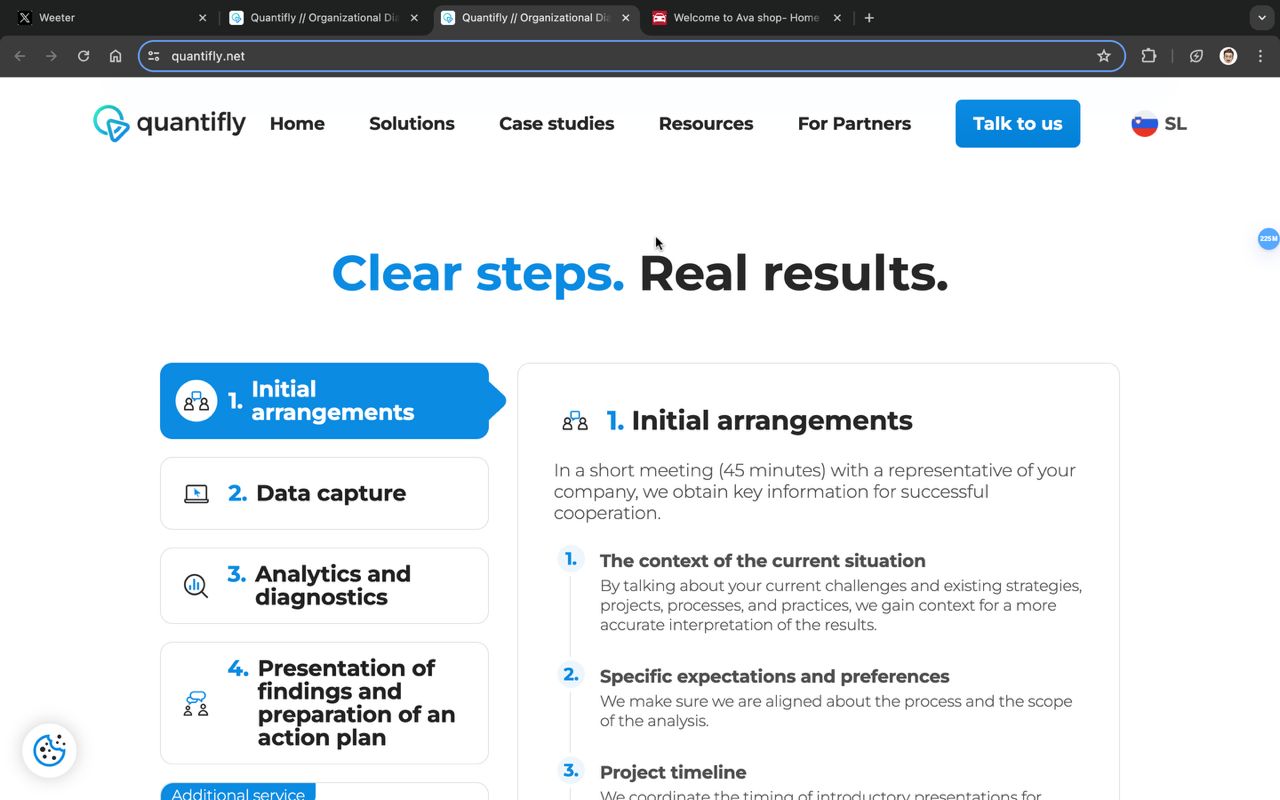 Weeter
Quantifly // Organizational Dia
Quantifly // Organizational Dia
Welcome to Ava shop- Home
quantifly.net
quantifly
Home
Solutions
Case studies
Resources
For Partners
Talk to us
SL
225M
Clear steps. Real results.
1. Initial
arrangements
2. Data capture
3. Analytics and
diagnostics
4. Presentation of
findings and
preparation of an
action plan
Additional service
1. Initial arrangements
In a short meeting (45 minutes) with a representative of your
company, we obtain key information for successful
cooperation.
1. The context of the current situation
By talking about your current challenges and existing strategies,
projects, processes, and practices, we gain context for a more
accurate interpretation of the results.
2. Specific expectations and preferences
We make sure we are aligned about the process and the scope
of the analysis.
3. Project timeline
We coordinate the timing of introductory presentations for